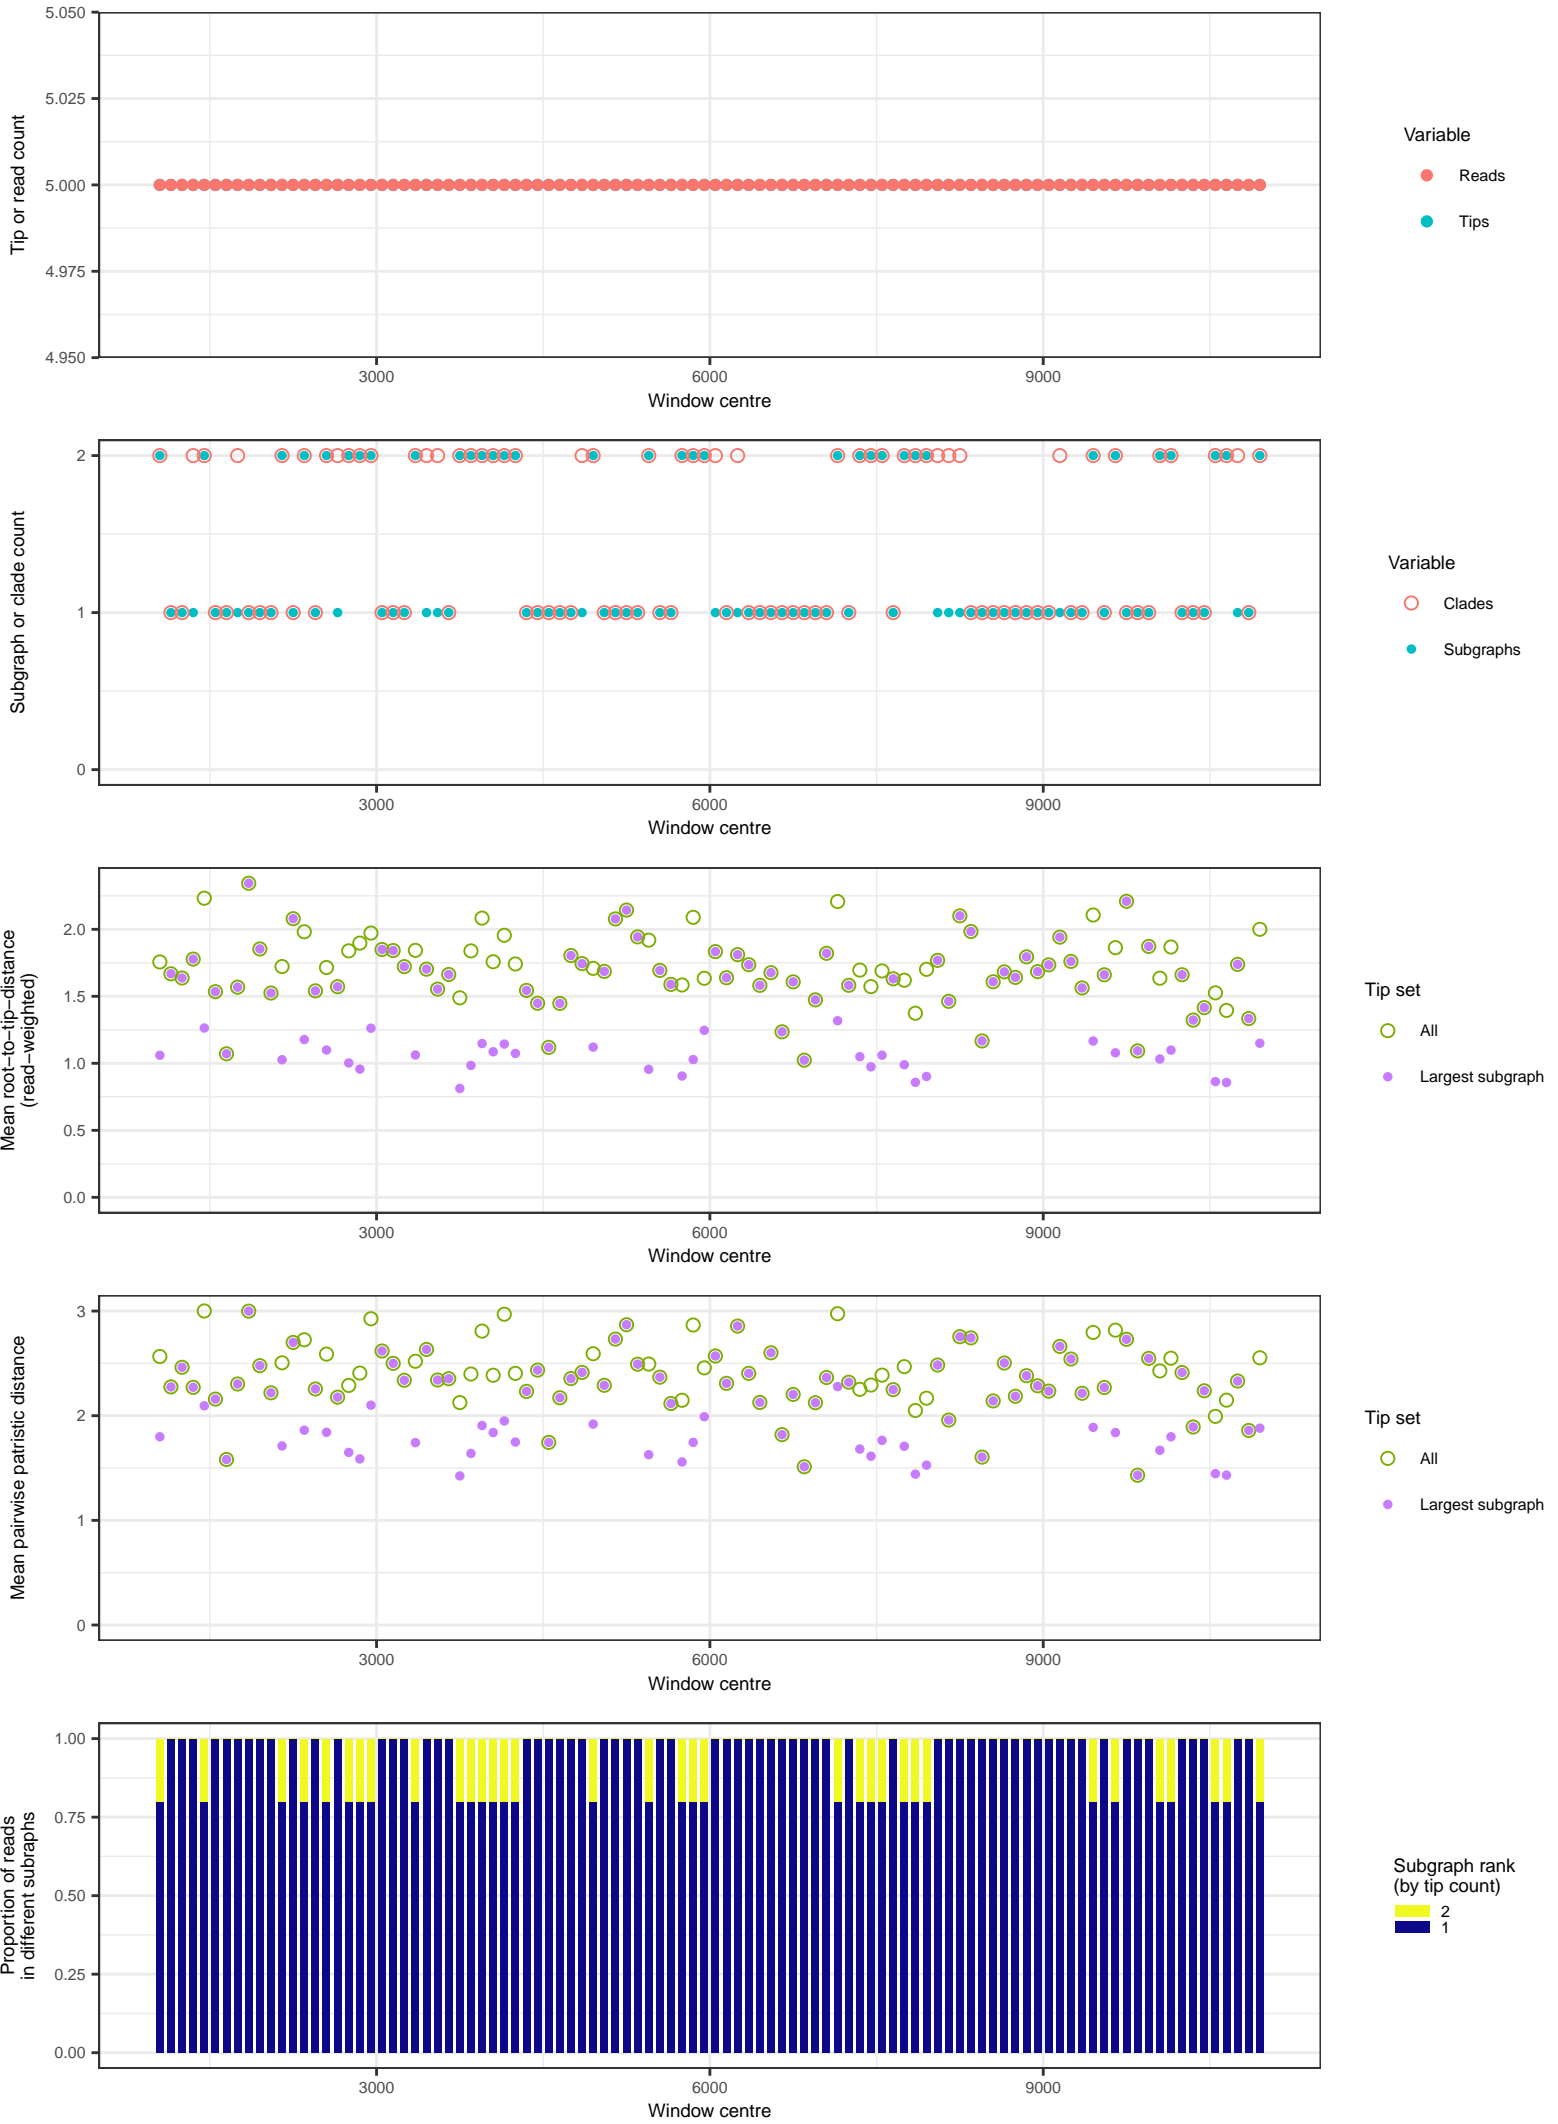 5.050
5.025
5.000
4.975
4.950
Tip or read count
3000 6000 9000
Window centre
Variable
Reads
Tips
2
1
0
Subgraph or clade count
3000 6000 9000
Window centre
Variable
Clades
Subgraphs
2.0
1.5
1.0
0.5
0.0
Mean root−to−tip−distance
(read−weighted)
3000 6000 9000
Window centre
Tip set
All
Largest subgraph
3
2
1
0
Mean pairwise patristic distance
3000 6000 9000
Window centre
Tip set
All
Largest subgraph
1.00
0.75
0.50
0.25
0.00
Proportion of reads
in different subraphs
3000 6000 9000
Window centre
Subgraph rank
(by tip count)
2
1